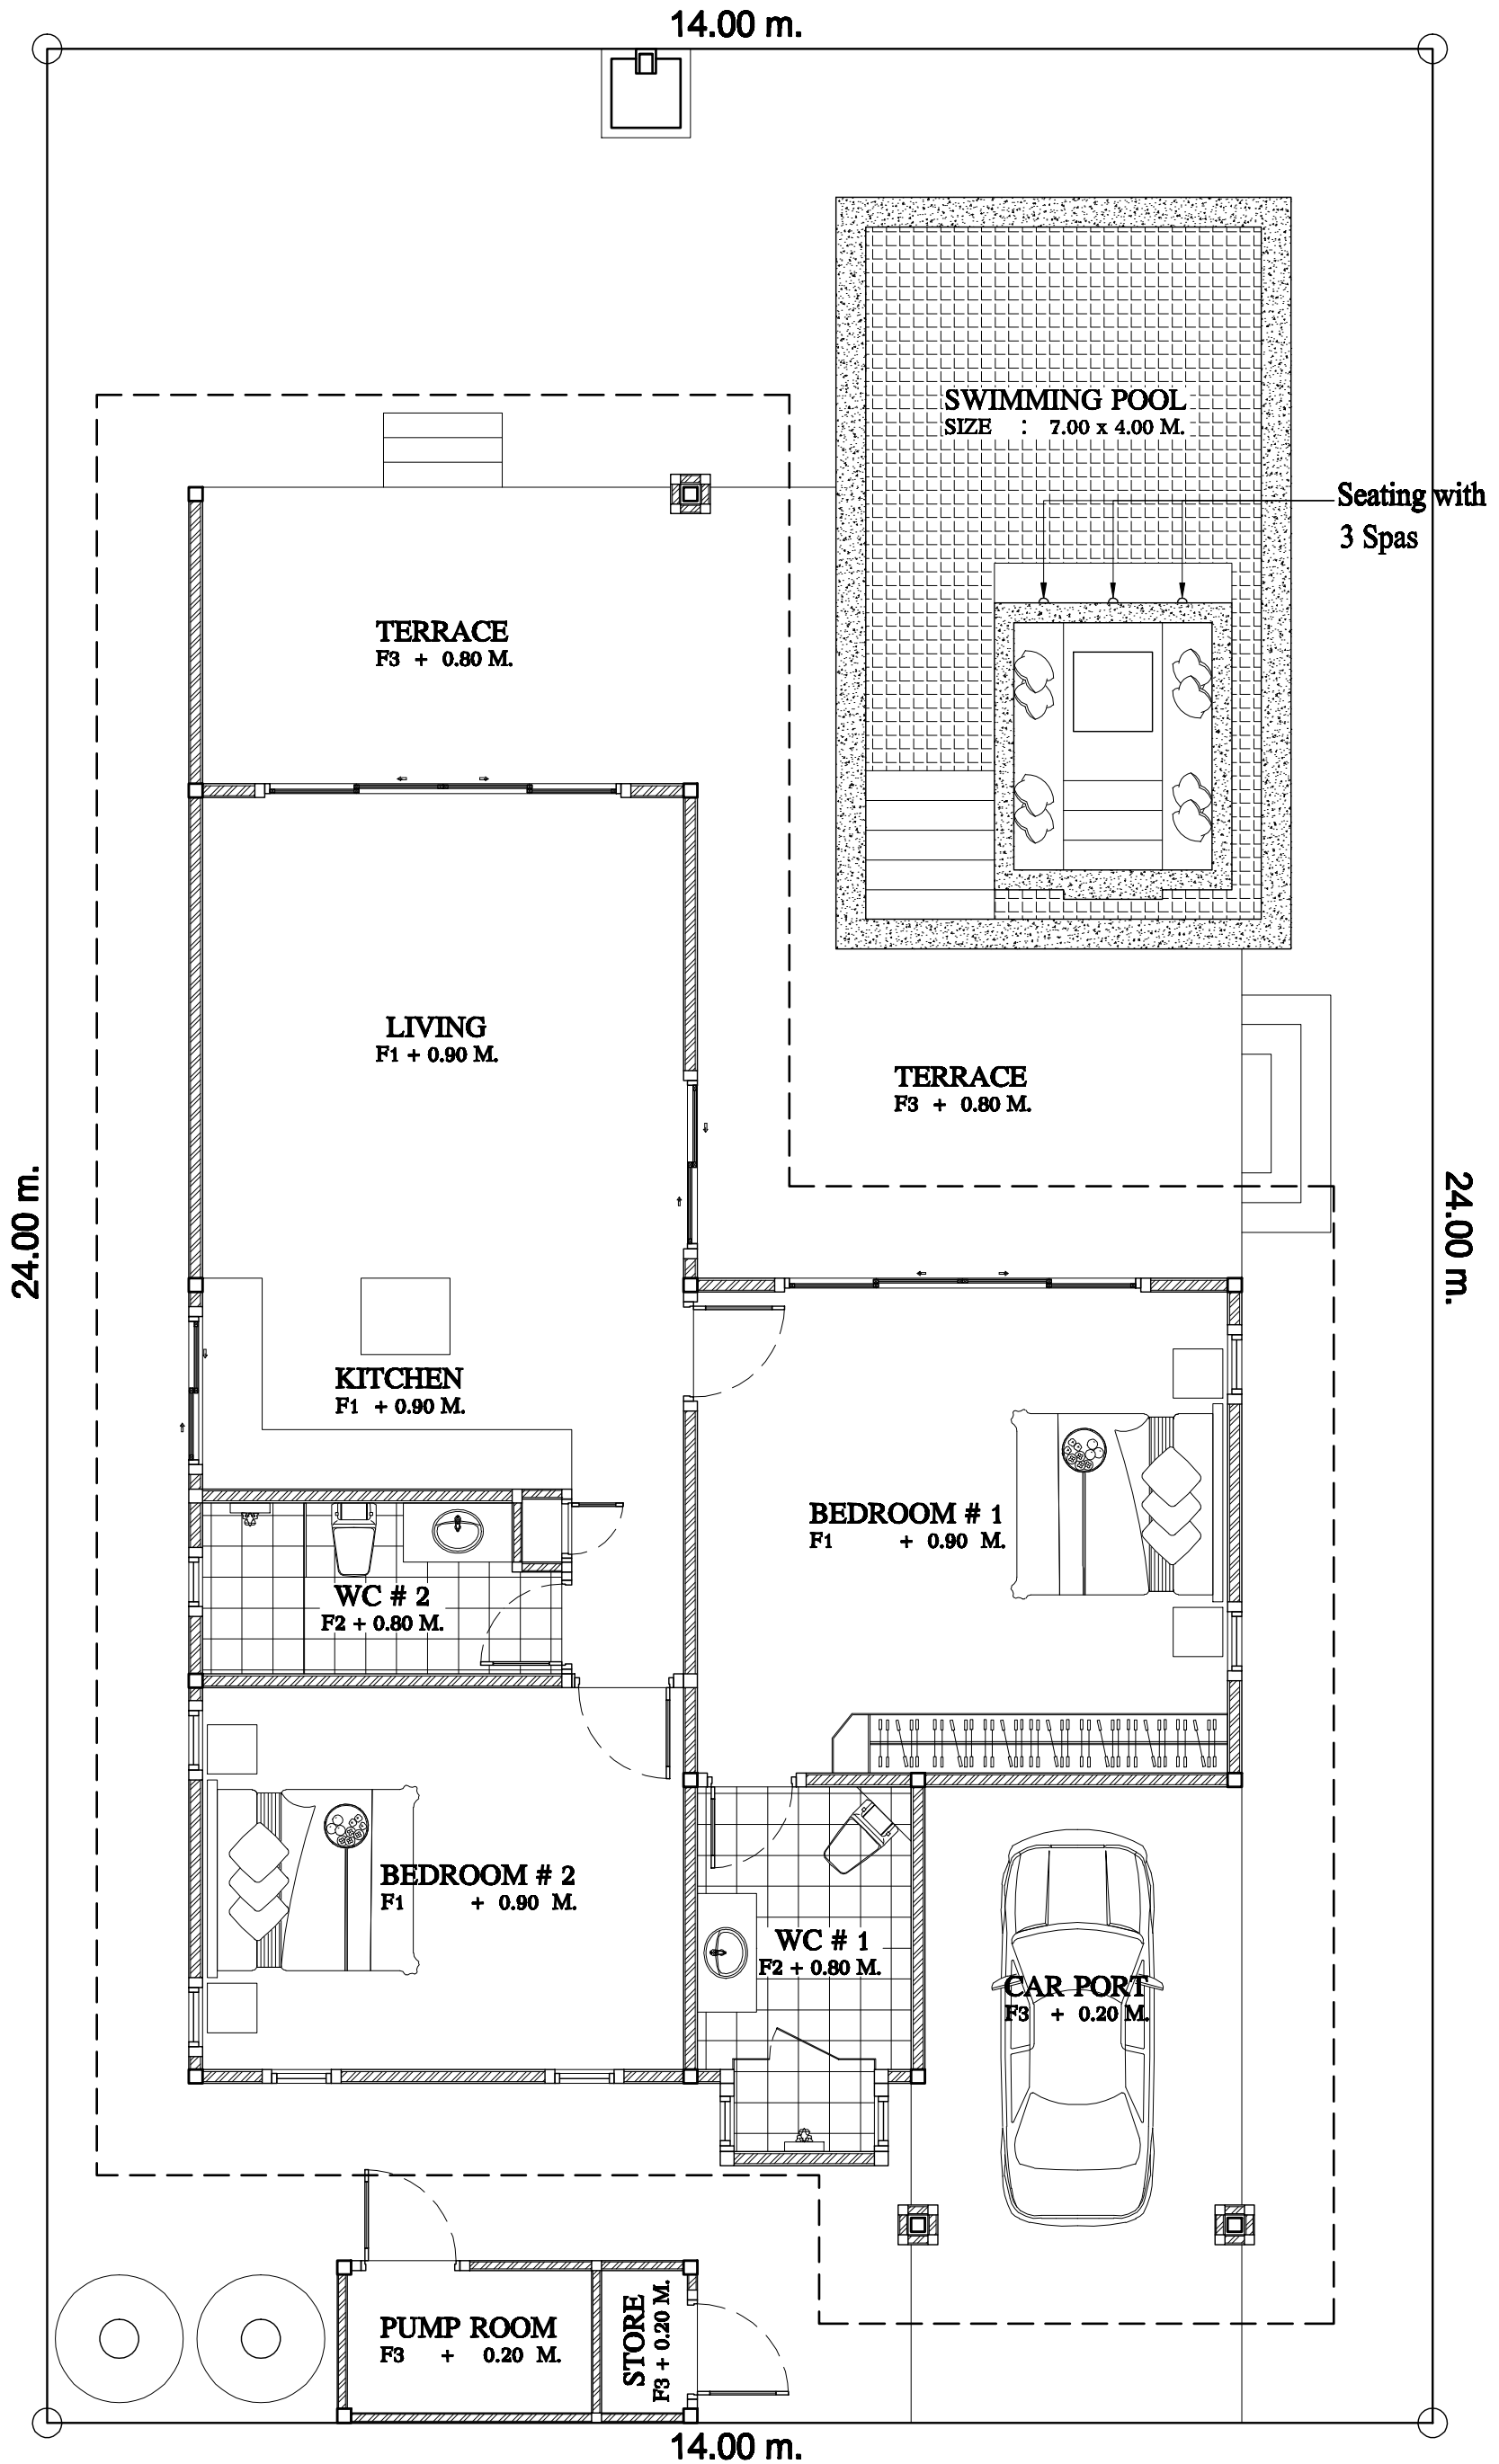 14.00 m.
SWIMMING POOL
SIZE : 7.00 x 4.00 M.
Seating with
3 Spas
TERRACE
F3 + 0.80 M.
LIVING
F1 + 0.90 M.
TERRACE
F3 + 0.80 M.
24.00 m.
24.00 m.
KITCHEN
F1 + 0.90 M.
BEDROOM # 1
F1 + 0.90 M.
WC # 2
F2 + 0.80 M.
BEDROOM # 2
F1 + 0.90 M.
WC # 1
F2 + 0.80 M.
CAR PORT
F3 + 0.20 M.
PUMP ROOM
F3 + 0.20 M.
STORE
F3 + 0.20 M.
14.00 m.